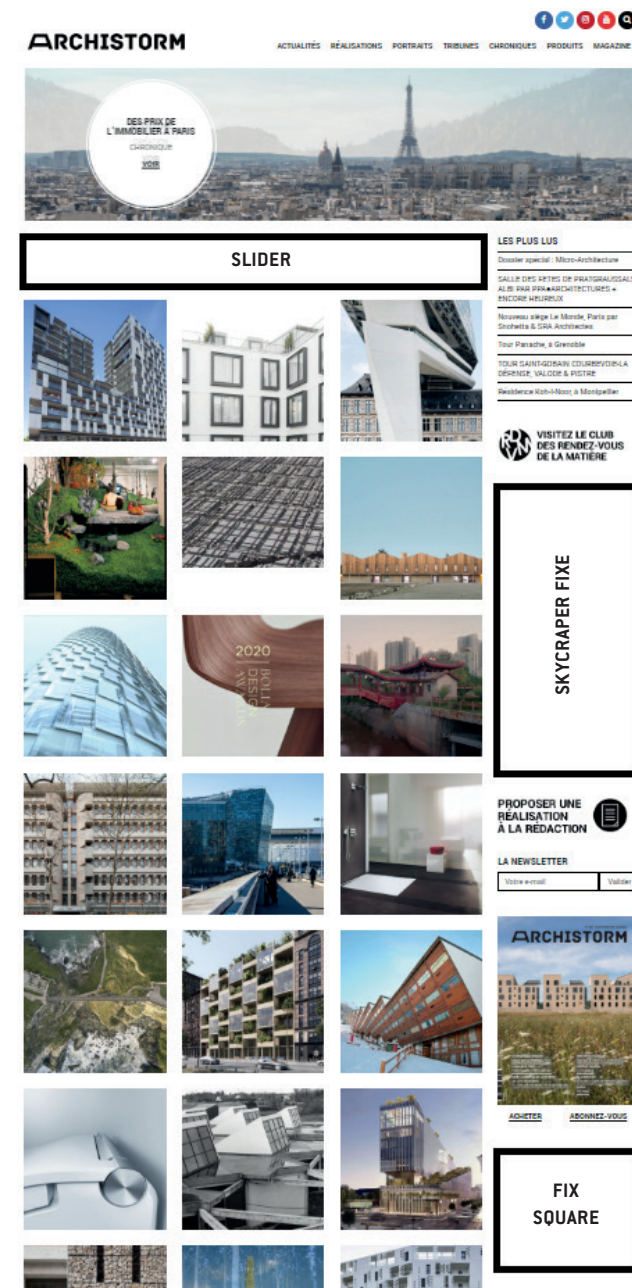 ARCHISTORM
ACTUALITÉS RÉALISATIONS PORTRAITS TRIBUNES CHRONIQUES PRODUITS MAGAZINE
DES PRIX DE
L'IMMOBILIER À PARIS
CHRONIQUE
VOIR
SLIDER
LES PLUS LUS
Dossier spécial : Micro-Architecture
SALLE DES FETES DE PRATGRAUSSALS
ALBI PAR PPA•ARCHITECTURES +
ENCORE HEUREUX
Nouveau siège Le Monde, Paris par
Snohetta & SRA Architectes
Tour Panache, à Grenoble
TOUR SAINT-GOBAIN COURBEVOIE-LA
DÉFENSE, VALODE & PISTRE
Résidence Koh-I-Noor, à Montpellier
RDV
M
VISITEZ LE CLUB
DES RENDEZ-VOUS
DE LA MATIÈRE
SKYCRAPER FIXE
2020
BOLIA
DESIGN
AWARDS
PROPOSER UNE
RÉALISATION
À LA RÉDACTION
LA NEWSLETTER
Votre e-mail
Valider
ARCHISTORM
ACHETER ABONNEZ-VOUS
FIX
SQUARE